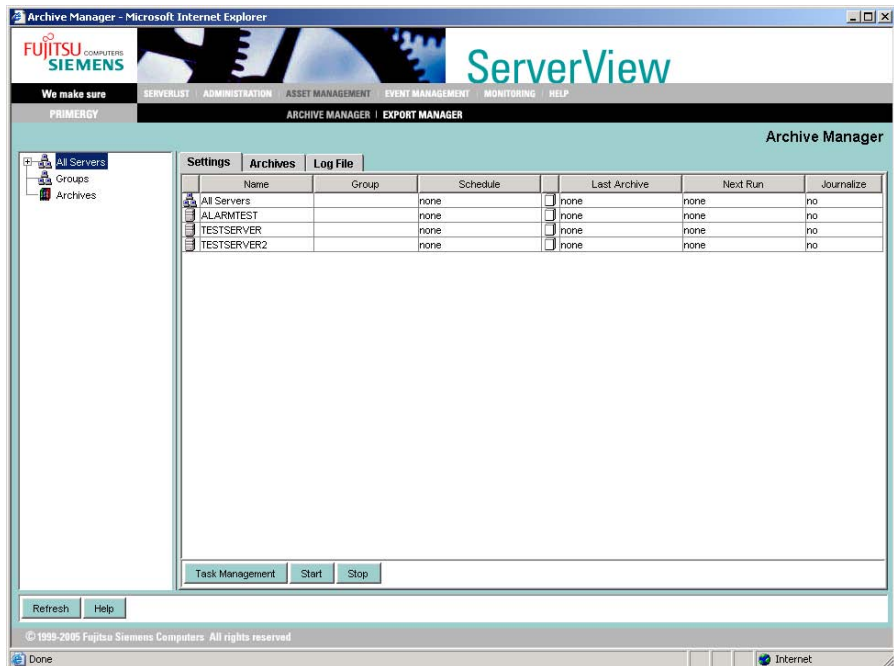 Archive Manager - Microsoft Internet Explorer
FUJITSU COMPUTERS
SIEMENS
ServerView
We make sure
SERVERLIST | ADMINISTRATION | ASSET MANAGEMENT | EVENT MANAGEMENT | MONITORING | HELP
PRIMERGY
ARCHIVE MANAGER | EXPORT MANAGER
Archive Manager
All Servers
Groups
Archives
Settings Archives Log File
Name Group Schedule Last Archive Next Run Journalize
All Servers none none none no
ALARMTEST none none none no
TESTSERVER none none none no
TESTSERVER2 none none none no
Task Management Start Stop
Refresh Help
© 1999-2005 Fujitsu Siemens Computers All rights reserved
Done Internet